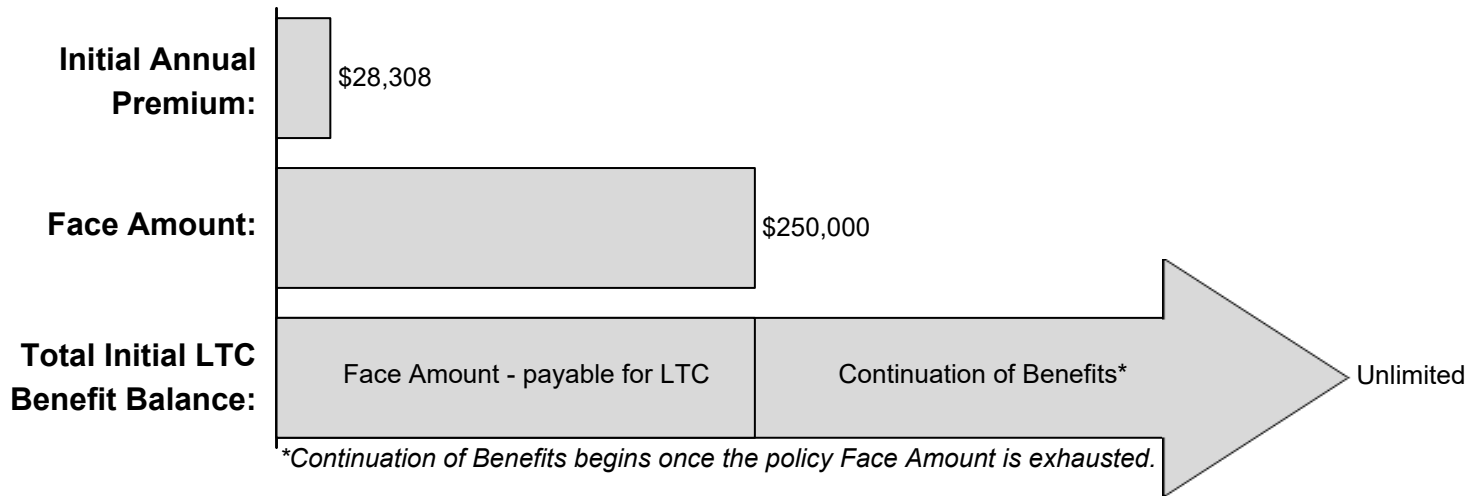 Initial Annual
Premium:
$28,308
Face Amount:
$250,000
Total Initial LTC
Benefit Balance:
Face Amount - payable for LTC
Continuation of Benefits*
Unlimited
*Continuation of Benefits begins once the policy Face Amount is exhausted.